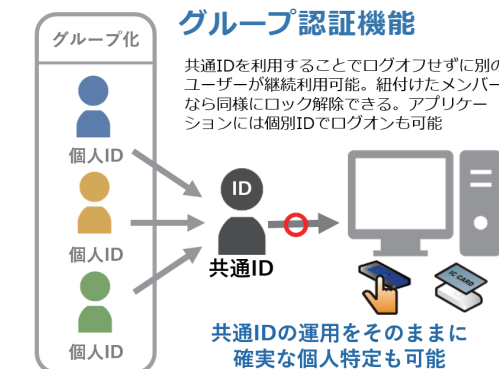 グループ認証機能
グループ化
共通IDを利用することでログオフせずに別の
ユーザーが継続利用可能。紐付けたメンバー
なら同様にロック解除できる。アプリケー
ションには個別IDでログオンも可能
個人ID
個人ID
個人ID
ID
共通ID
IC CARD
共通IDの運用をそのままに
確実な個人特定も可能